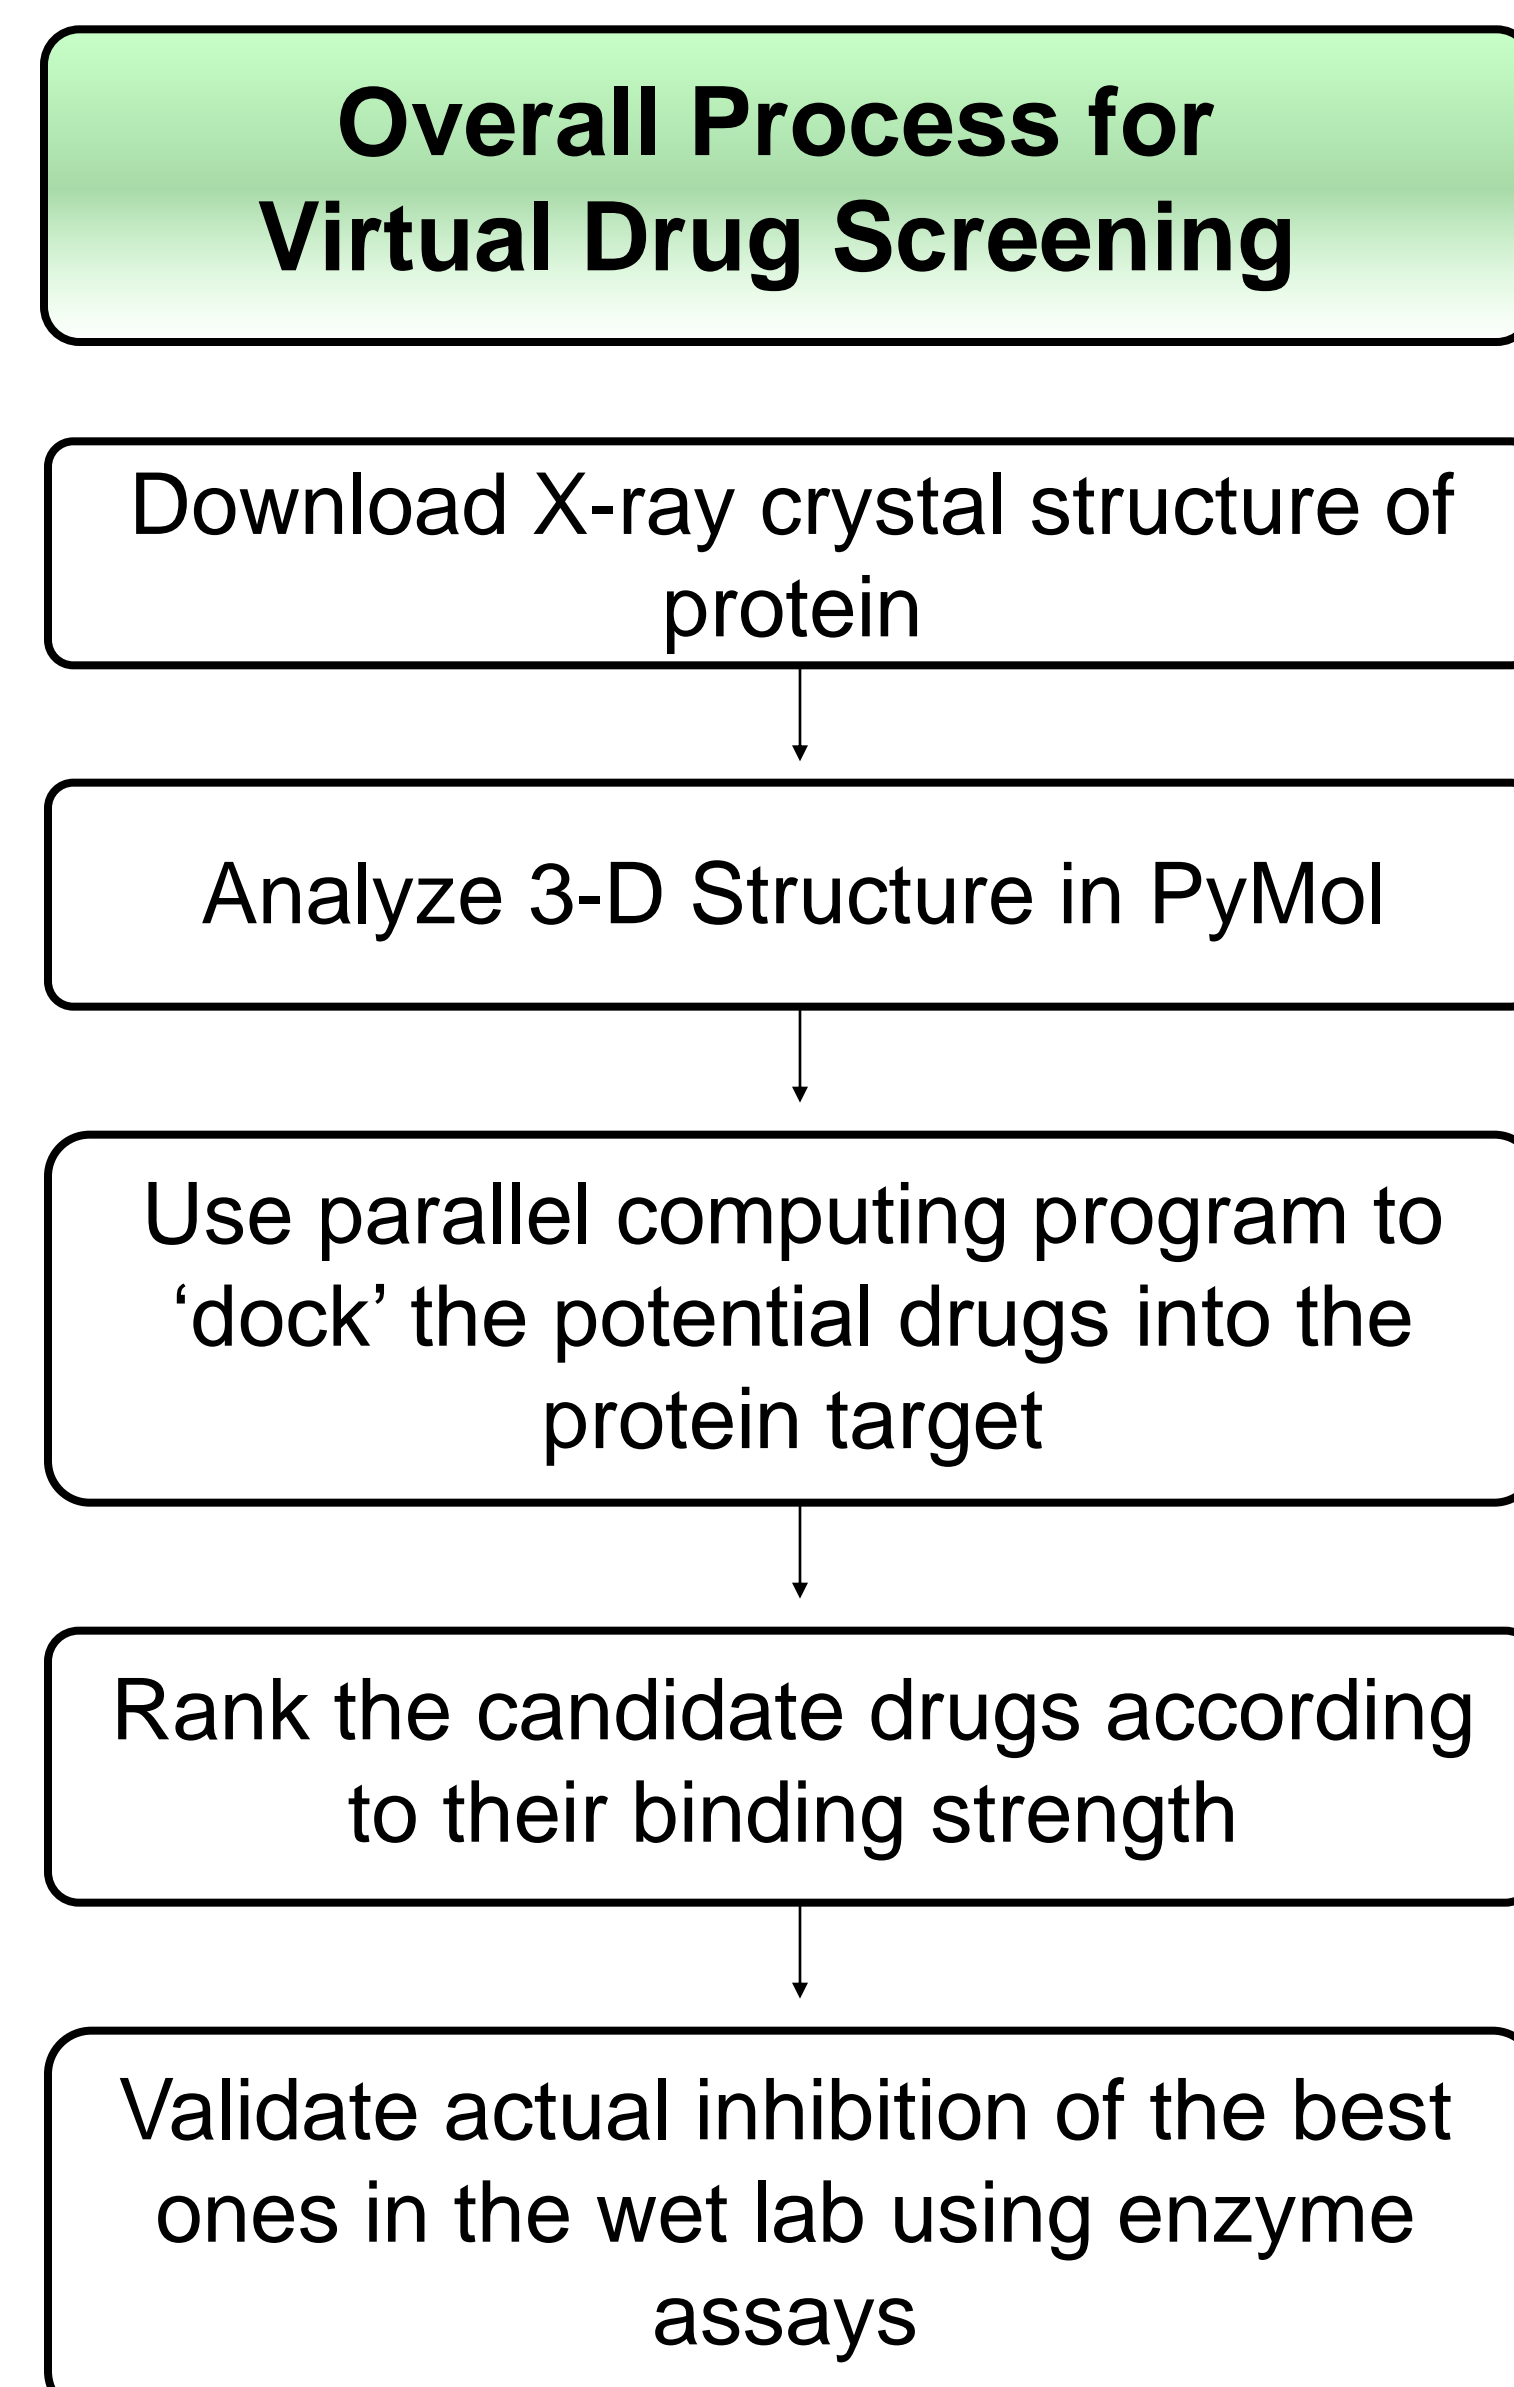 Overall Process for
Virtual Drug Screening
Download X-ray crystal structure of
protein
Analyze 3-D Structure in PyMol
Use parallel computing program to
‘dock’ the potential drugs into the
protein target
Rank the candidate drugs according
to their binding strength
Validate actual inhibition of the best
ones in the wet lab using enzyme
assays